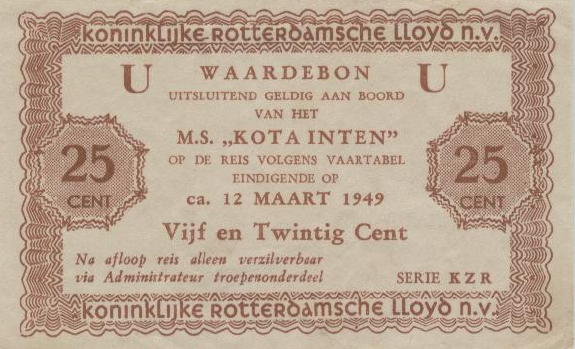 koninklijke rotterdamsche lloyd n.v.
U WAARDEBON U
UITSLUITEND GELDIG AAN BOORD
VAN HET
M.S. „KOTA INTEN"
OP DE REIS VOLGENS VAARTABEL
EINDIGENDE OP
ca. 12 MAART 1949
25 CENT
25 CENT
Vijf en Twintig Cent
Na afloop reis alleen verzilverbaar
via Administrateur troepenonderdeel
SERIE KZR
koninklijke rotterdamsche lloyd n.v.